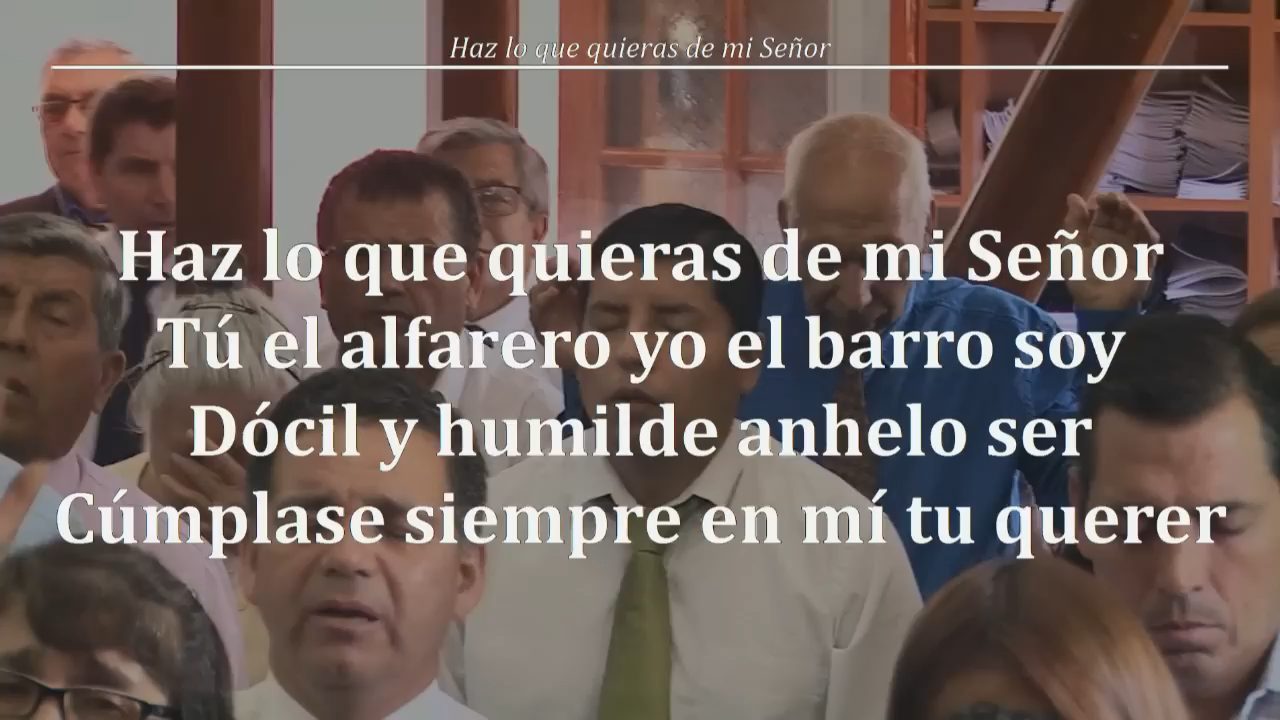 Haz lo que quieras de mi Señor
Haz lo que quieras de mi Señor
Tú el alfarero yo el barro soy
Dócil y humilde anhelo ser
Cúmplase siempre en mí tu querer